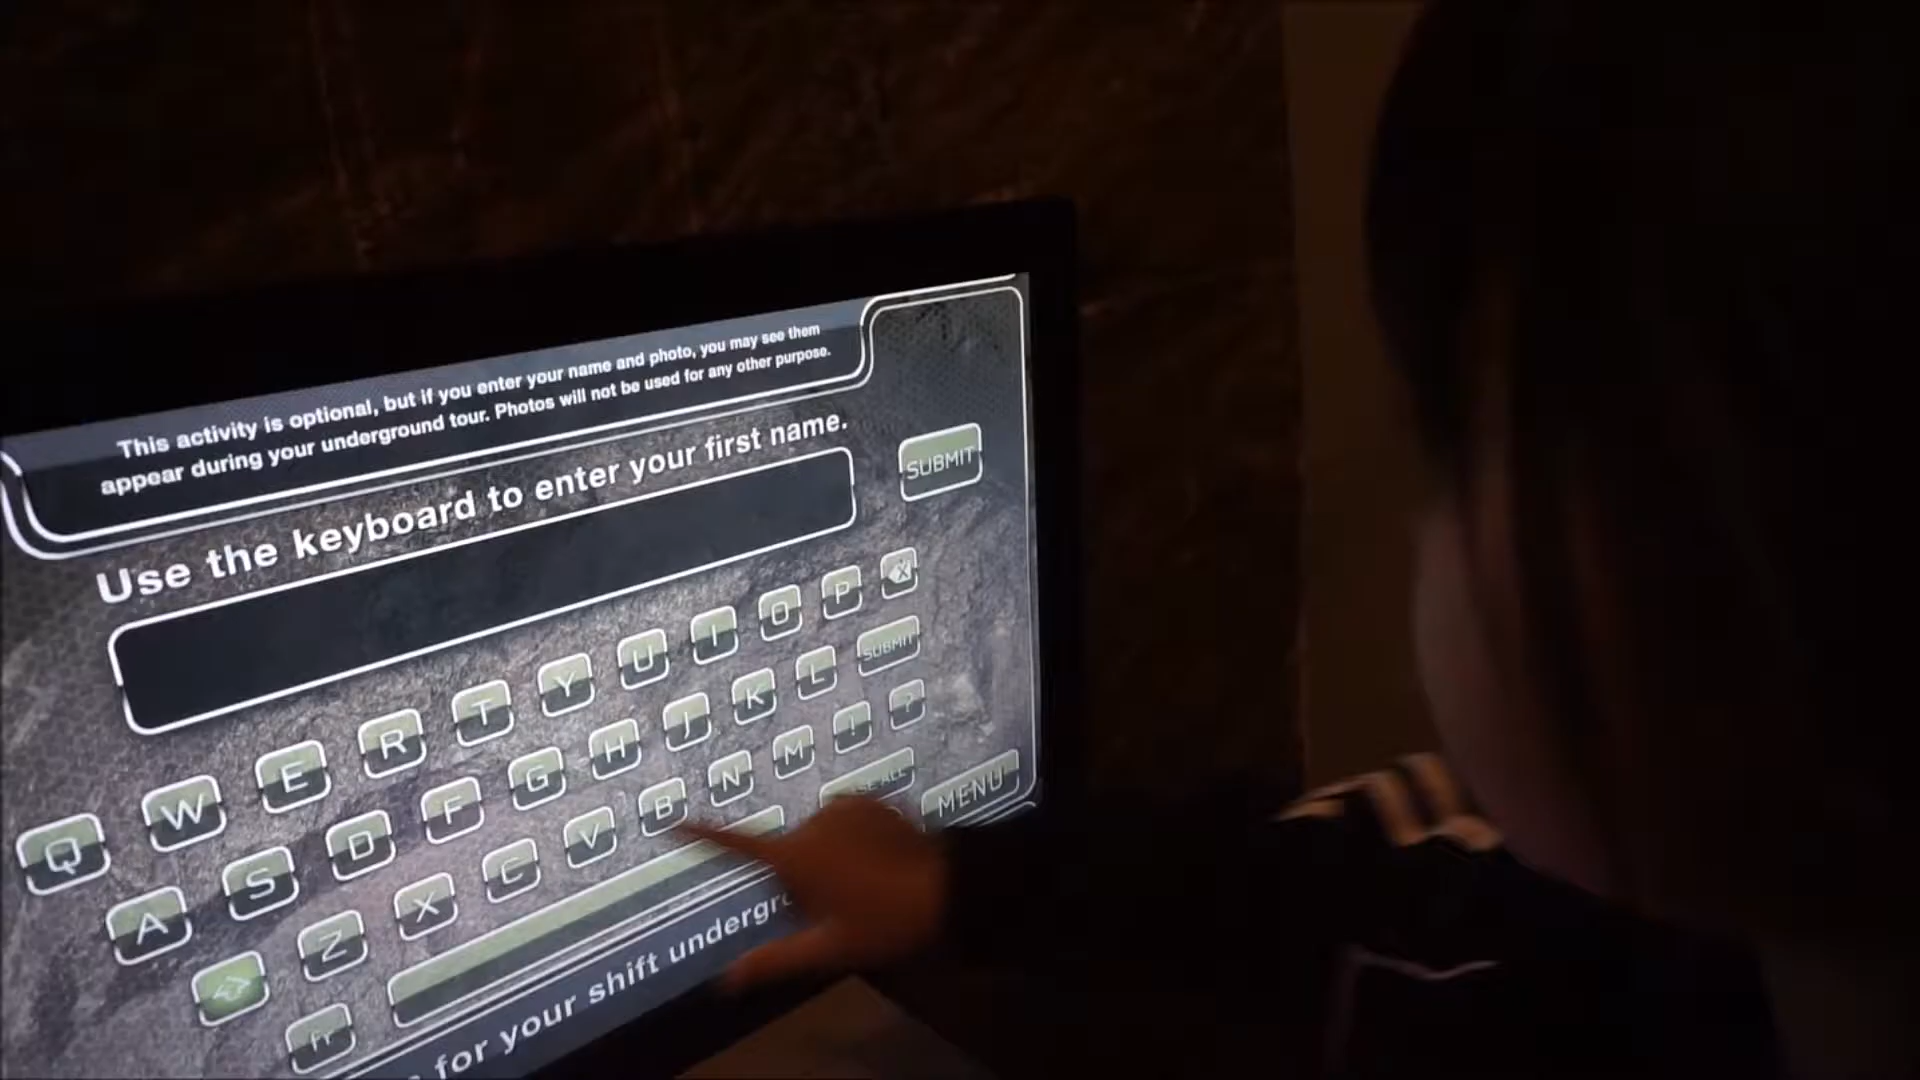 This activity is optional, but if you enter your name and photo, you may see them
appear during your underground tour. Photos will not be used for any other purpose.
Use the keyboard to enter your first name.
SUBMIT
Q W E R T Y U I O P
A S D F G H J K L SUBMIT
Z X C V B N M ! ?
fr
MENU
for your shift